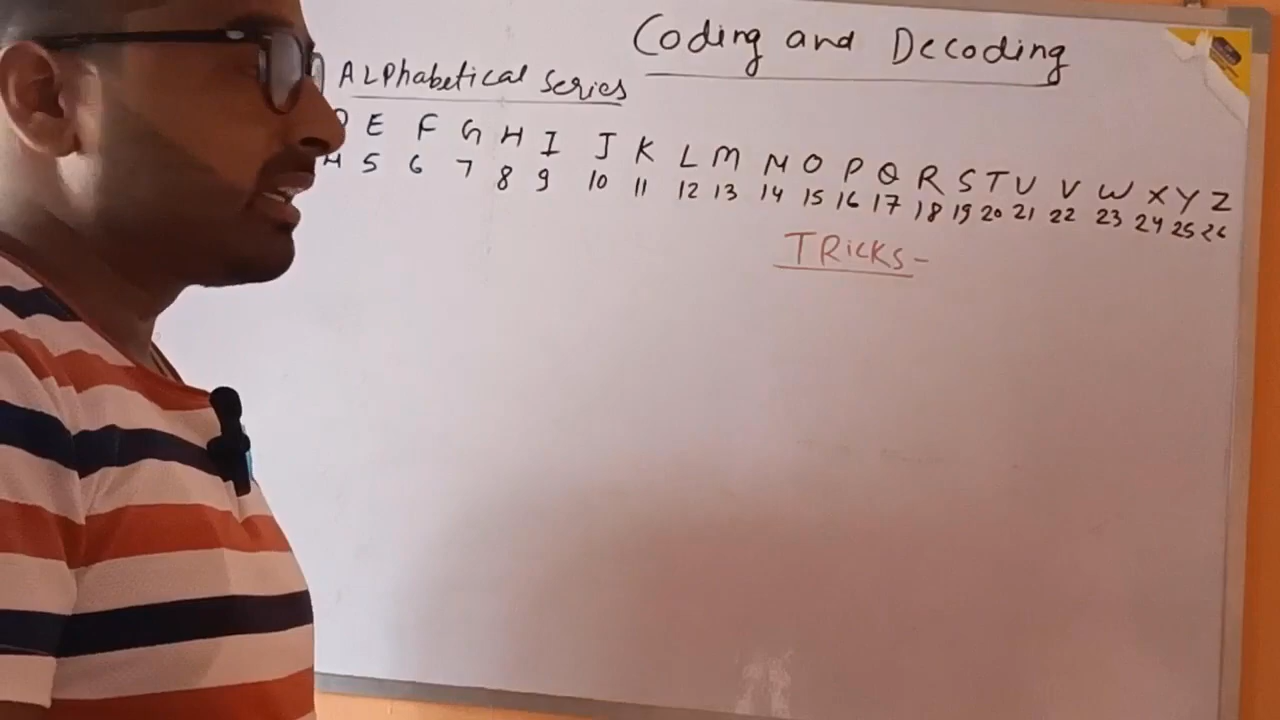 Coding and Decoding
ALphabetical Series
D E F G H I J K L M N O P Q R S T U V W X Y Z
4 5 6 7 8 9 10 11 12 13 14 15 16 17 18 19 20 21 22 23 24 25 26
TRICKS-